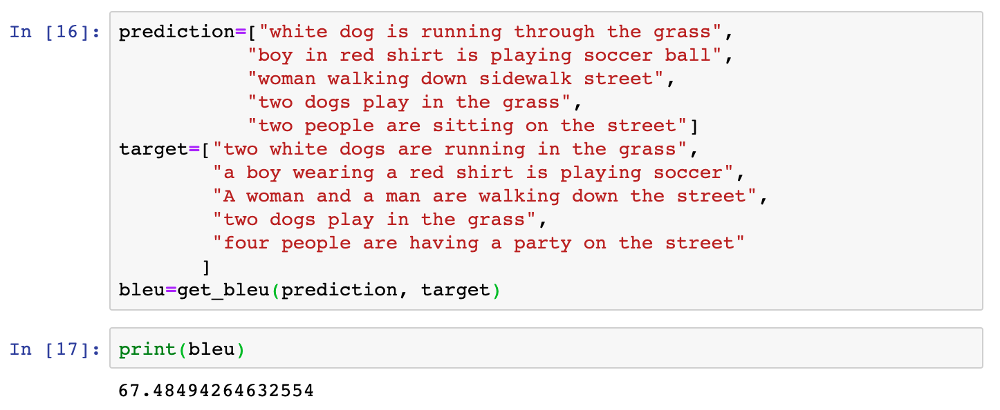 In [16]: prediction=["white dog is running through the grass",
"boy in red shirt is playing soccer ball",
"woman walking down sidewalk street",
"two dogs play in the grass",
"two people are sitting on the street"]
target=["two white dogs are running in the grass",
"a boy wearing a red shirt is playing soccer",
"A woman and a man are walking down the street",
"two dogs play in the grass",
"four people are having a party on the street"
]
bleu=get_bleu(prediction, target)
In [17]: print(bleu)
67.48494264632554